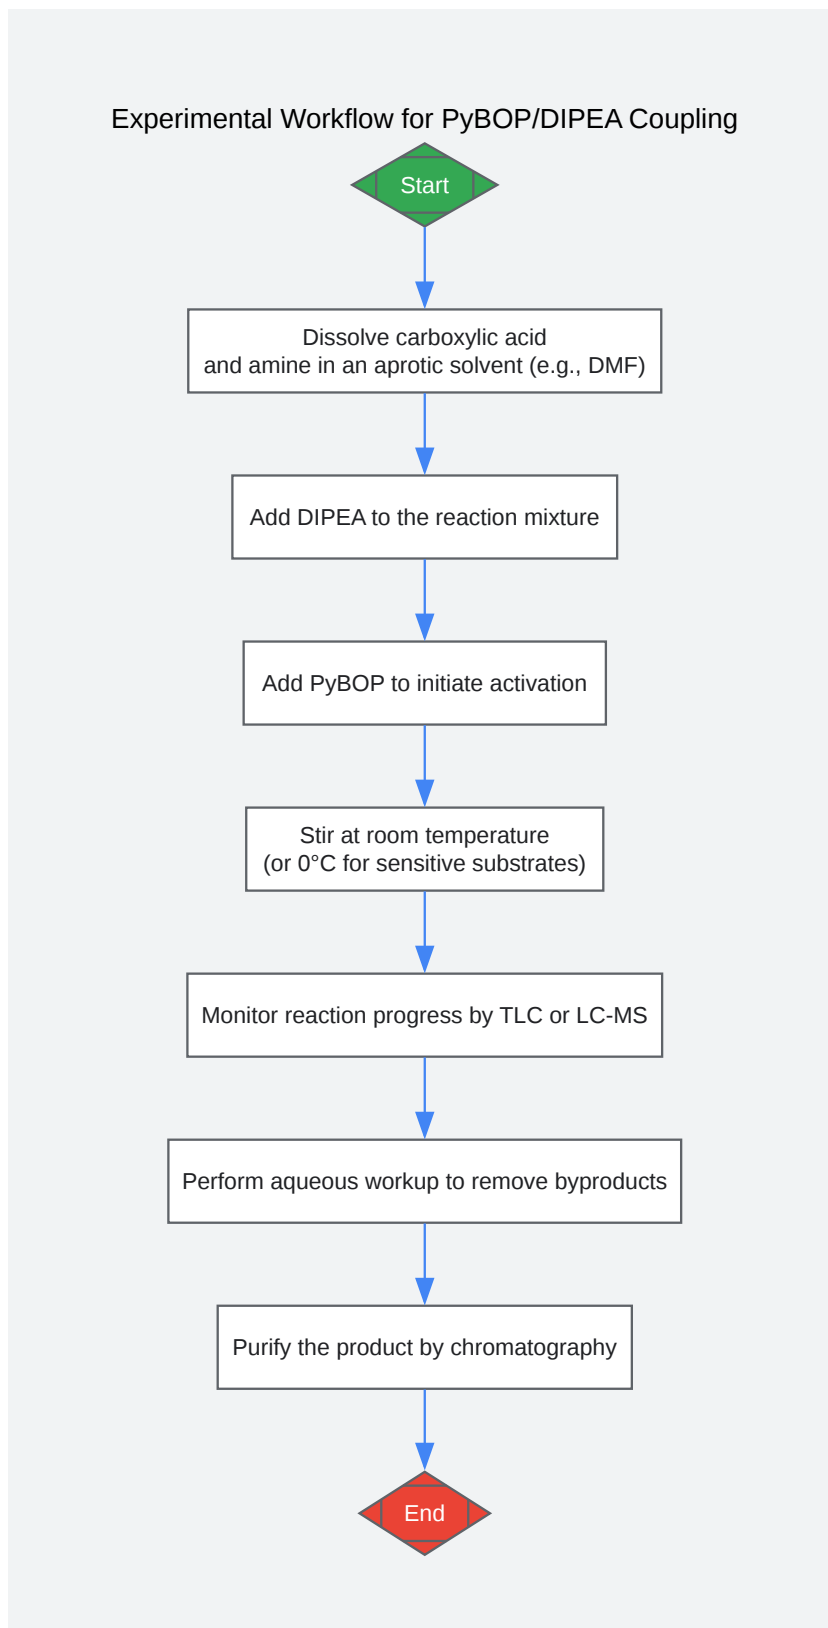 Experimental Workflow for PyBOP/DIPEA Coupling
Start
Dissolve carboxylic acid
and amine in an aprotic solvent (e.g., DMF)
Add DIPEA to the reaction mixture
Add PyBOP to initiate activation
Stir at room temperature
(or 0°C for sensitive substrates)
Monitor reaction progress by TLC or LC-MS
Perform aqueous workup to remove byproducts
Purify the product by chromatography
End